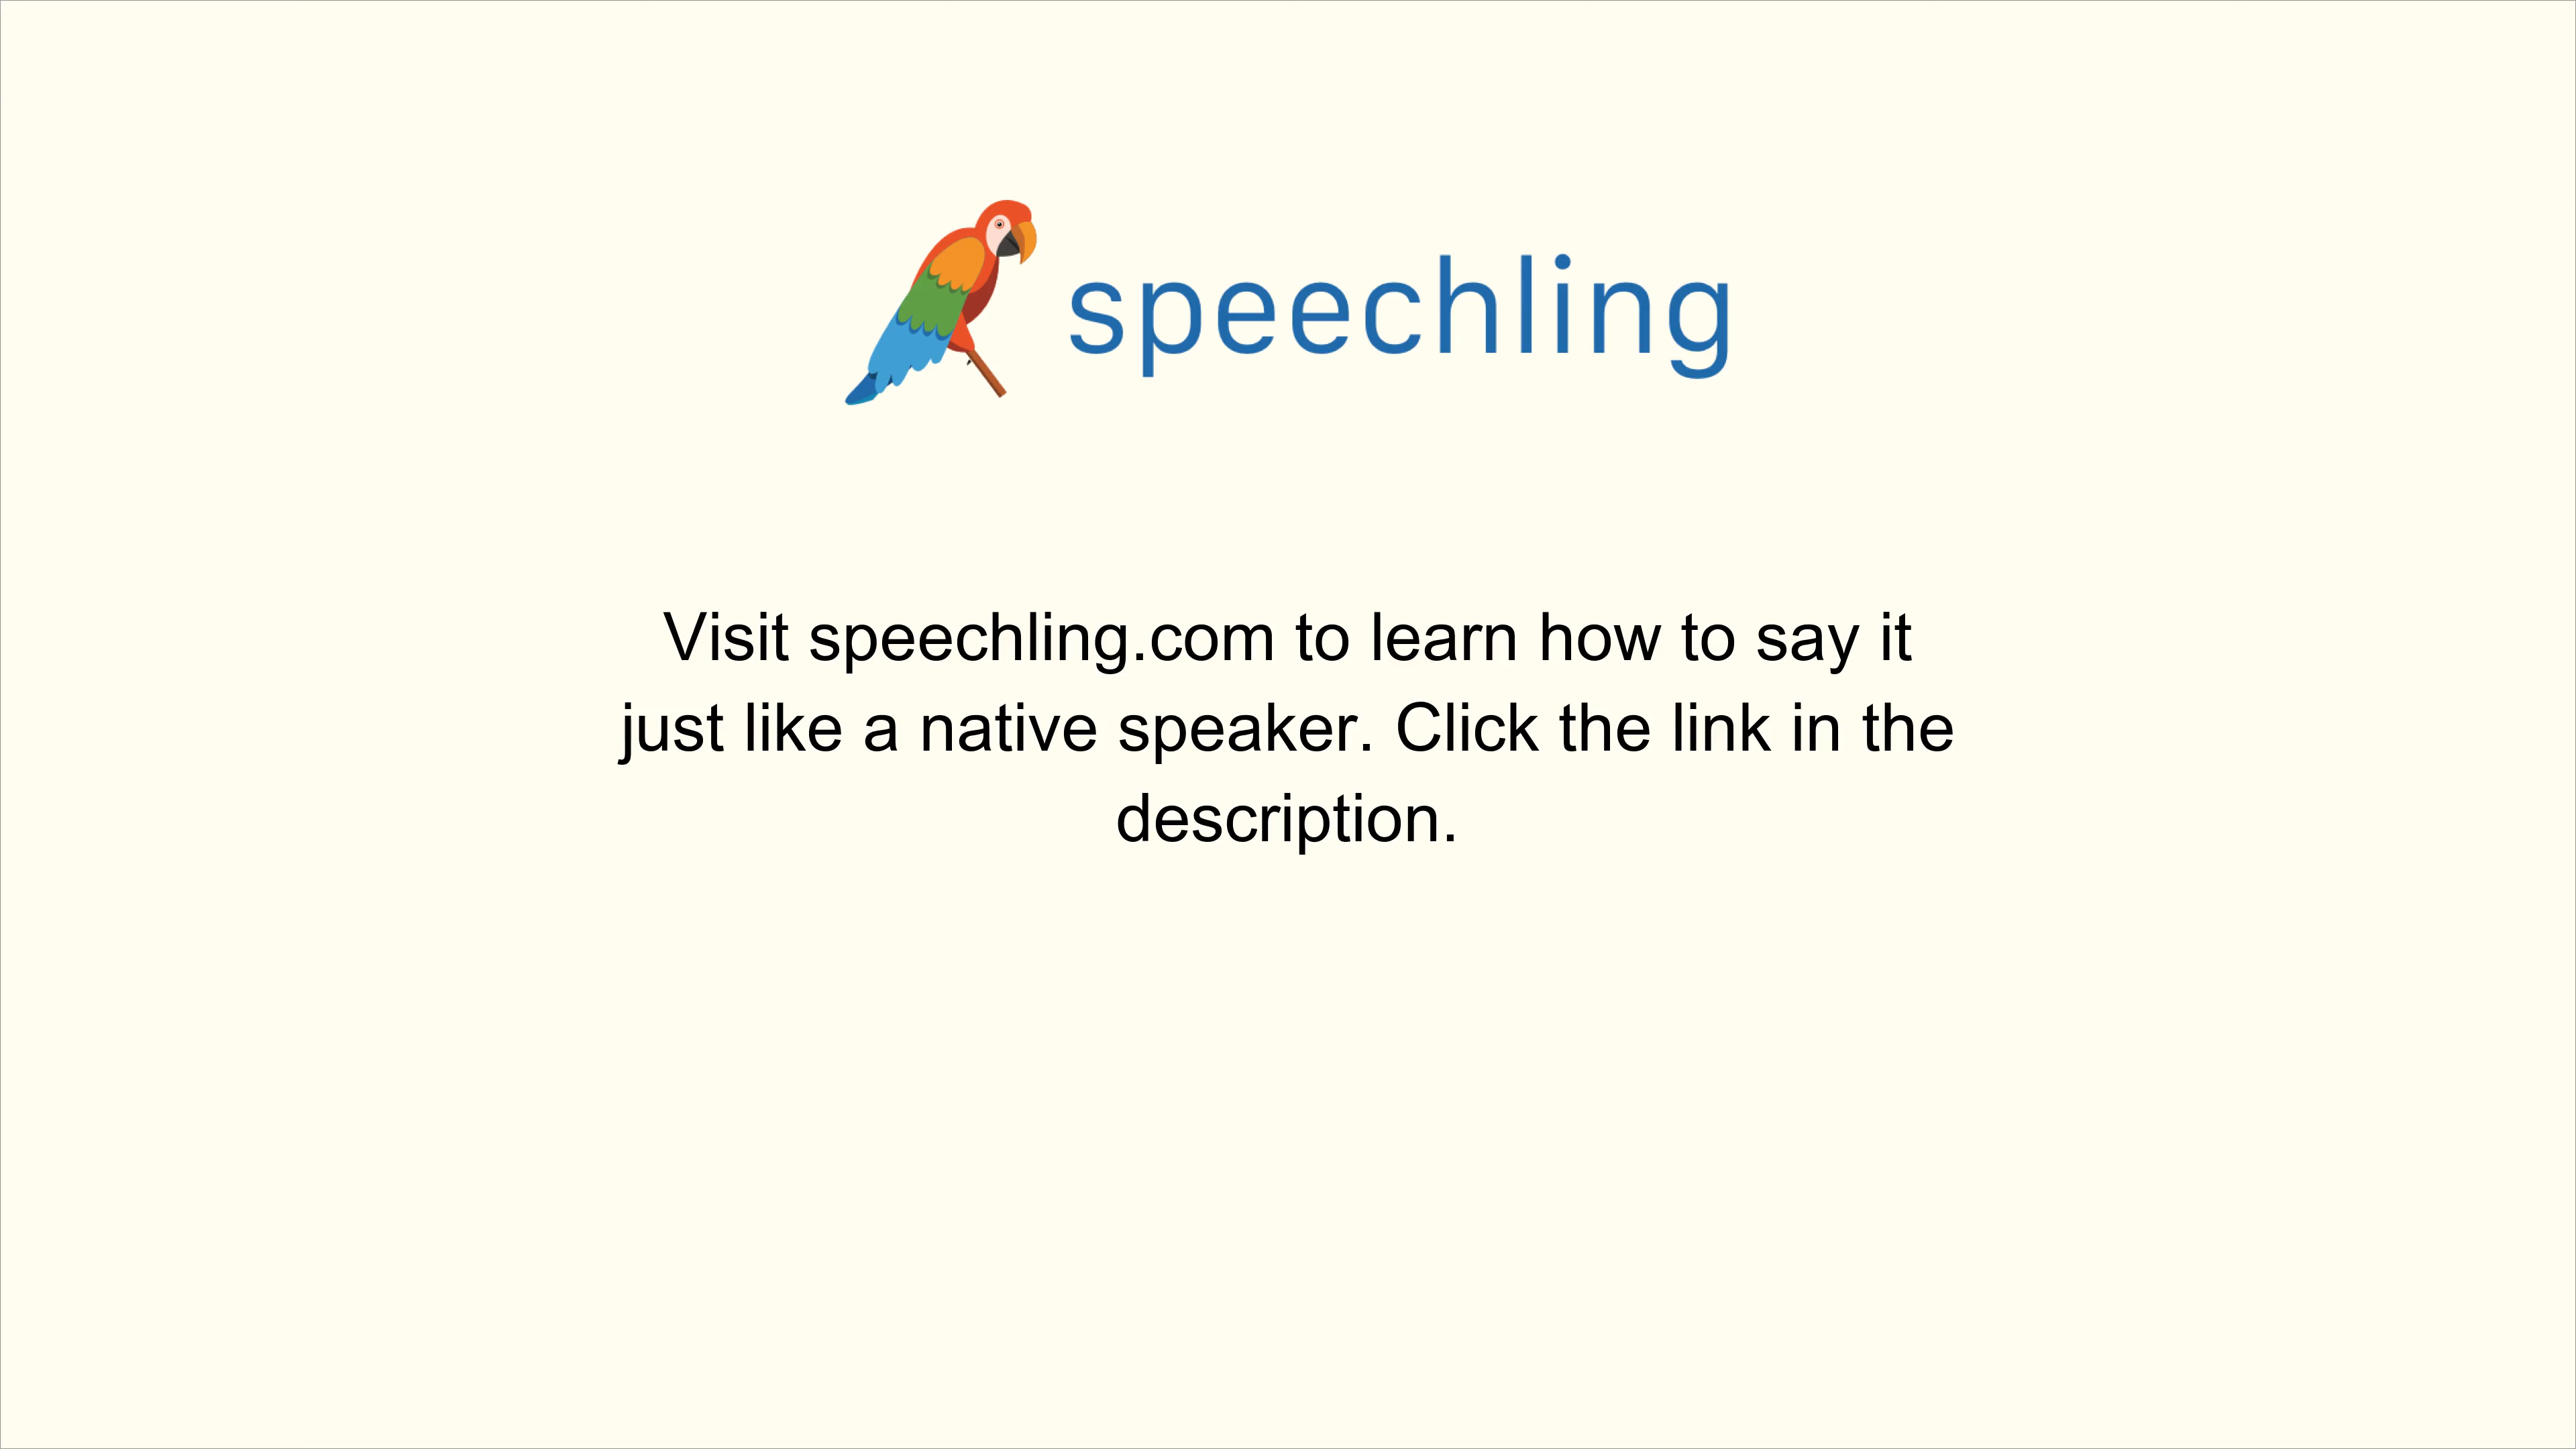 speechling
Visit speechling.com to learn how to say it
just like a native speaker. Click the link in the
description.